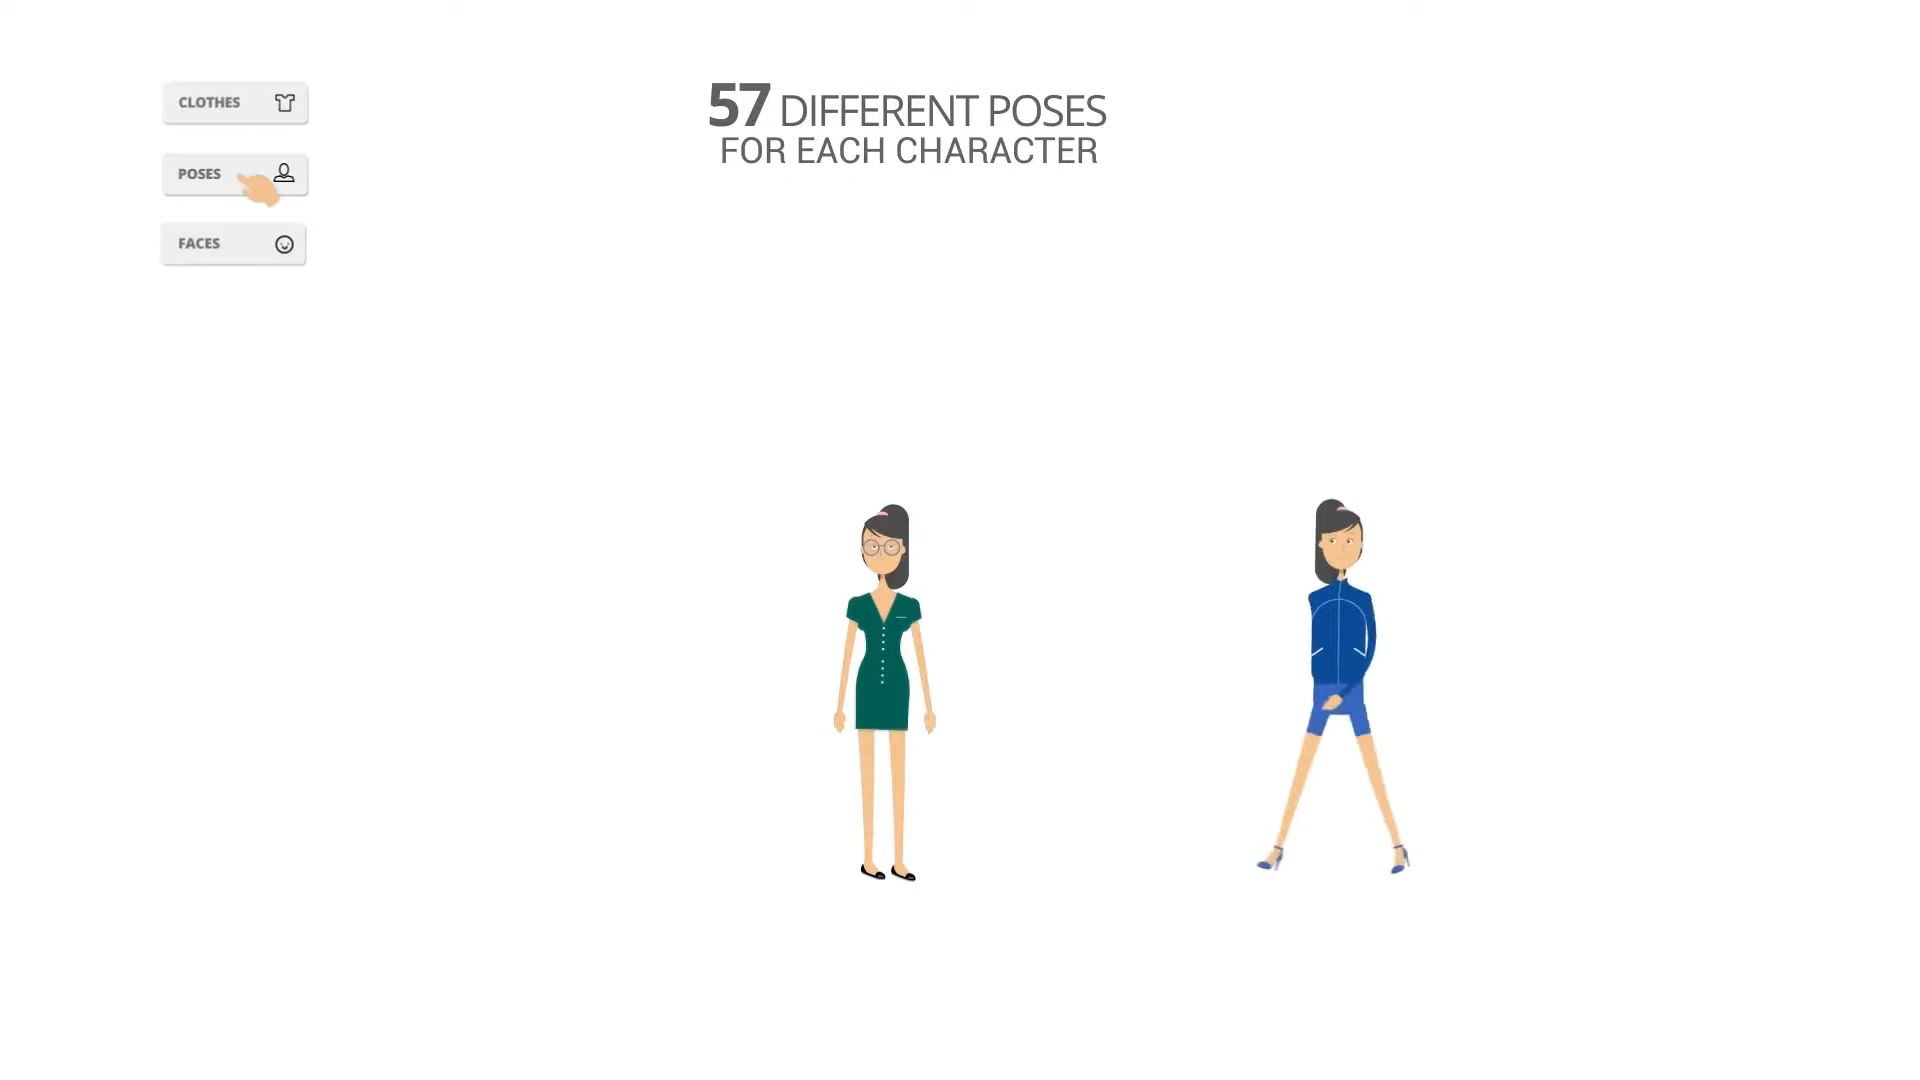 CLOTHES
POSES
FACES
57 DIFFERENT POSES
FOR EACH CHARACTER